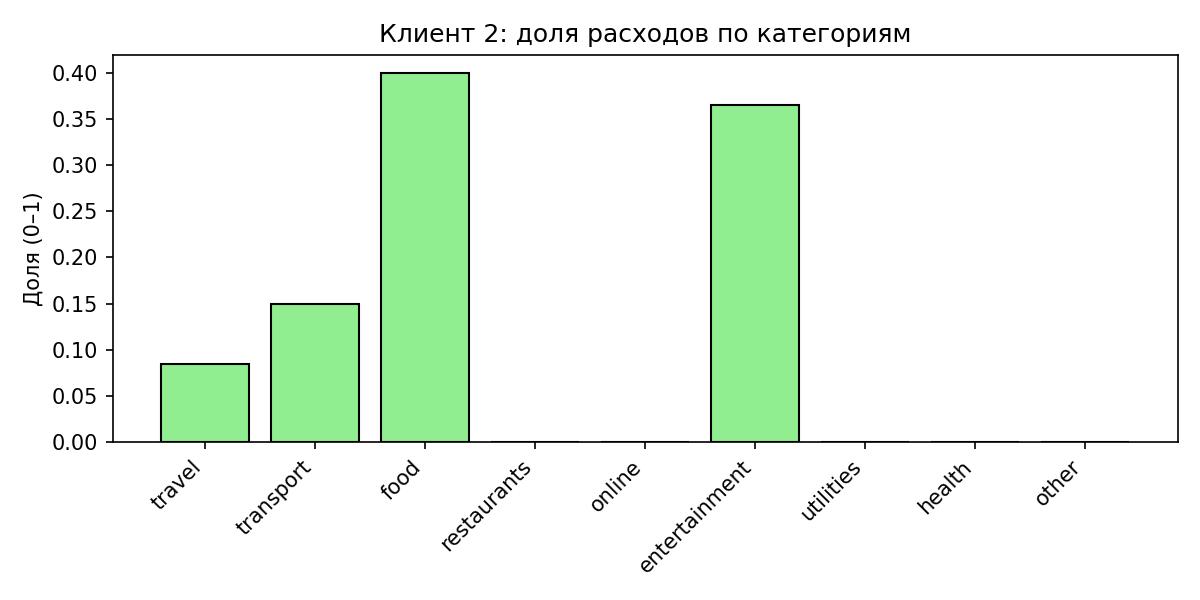 Клиент 2: доля расходов по категориям
Доля (0–1)
0.40
0.35
0.30
0.25
0.20
0.15
0.10
0.05
0.00
travel
transport
food
restaurants
online
entertainment
utilities
health
other